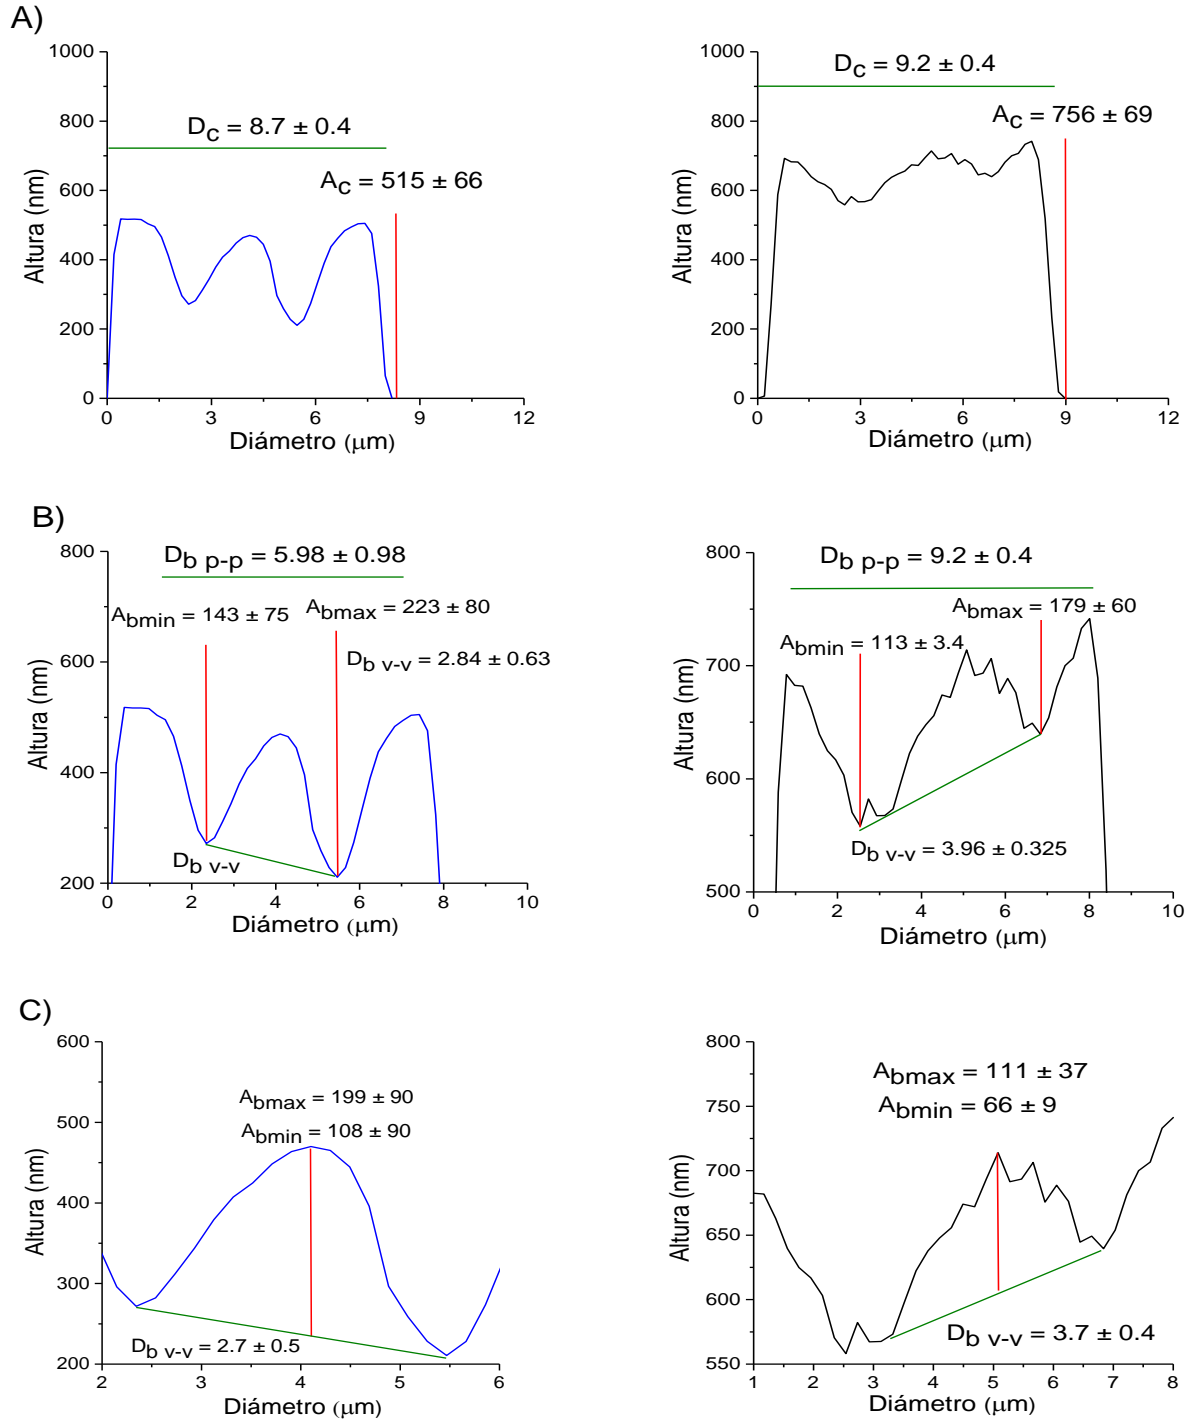 A)
D_c = 8.7 ± 0.4
A_c = 515 ± 66
Altura (nm)
1000
800
600
400
200
0
0 3 6 9 12
Diámetro (μm)
D_c = 9.2 ± 0.4
A_c = 756 ± 69
Altura (nm)
1000
800
600
400
200
0
0 3 6 9 12
Diámetro (μm)
B)
D_b p-p = 5.98 ± 0.98
A_bmin = 143 ± 75
A_bmax = 223 ± 80
D_b v-v = 2.84 ± 0.63
D_b v-v
Altura (nm)
800
600
400
200
0 2 4 6 8 10
Diámetro (μm)
D_b p-p = 9.2 ± 0.4
A_bmax = 179 ± 60
A_bmin = 113 ± 3.4
D_b v-v = 3.96 ± 0.325
Altura (nm)
800
700
600
500
0 2 4 6 8 10
Diámetro (μm)
C)
A_bmax = 199 ± 90
A_bmin = 108 ± 90
D_b v-v = 2.7 ± 0.5
Altura (nm)
600
500
400
300
200
2 3 4 5 6
Diámetro (μm)
A_bmax = 111 ± 37
A_bmin = 66 ± 9
D_b v-v = 3.7 ± 0.4
Altura (nm)
800
750
700
650
600
550
1 2 3 4 5 6 7 8
Diámetro (μm)